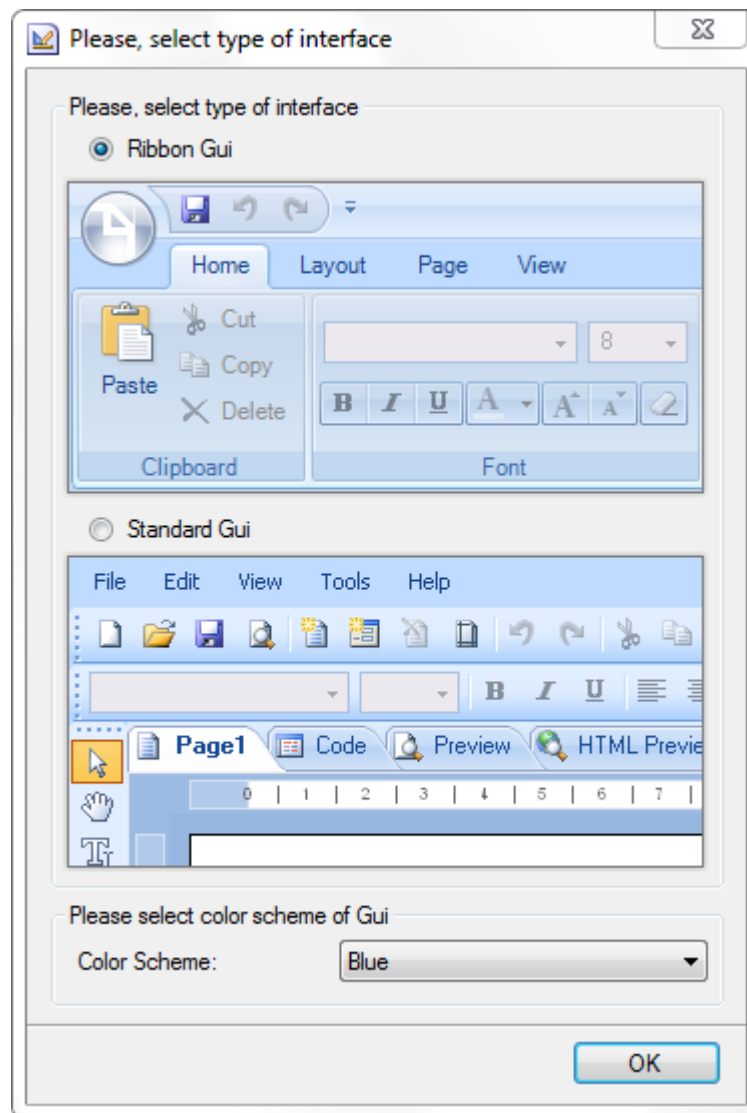 Please, select type of interface
Please, select type of interface
Ribbon Gui
Home Layout Page View
Cut
Copy
Paste
Delete
8
B I U A A A
Clipboard Font
Standard Gui
File Edit View Tools Help
B I U
Page1 Code Preview HTML Previe
0 1 2 3 4 5 6 7
Please select color scheme of Gui
Color Scheme: Blue
OK